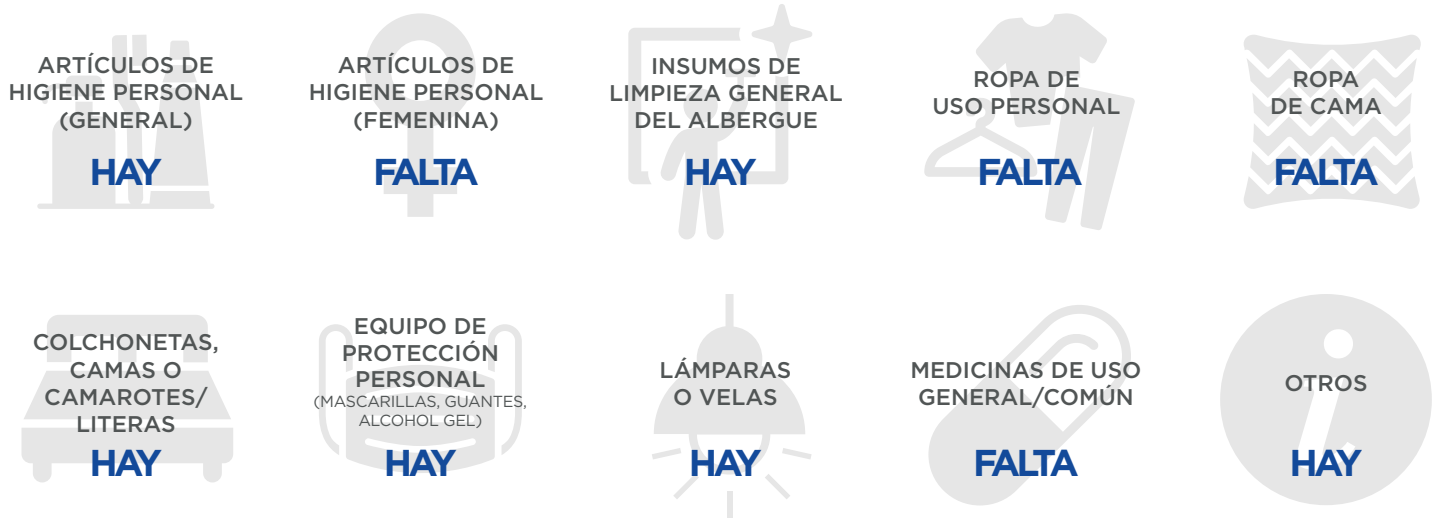 ARTÍCULOS DE
HIGIENE PERSONAL
(GENERAL)
HAY
ARTÍCULOS DE
HIGIENE PERSONAL
(FEMENINA)
FALTA
INSUMOS DE
LIMPIEZA GENERAL
DEL ALBERGUE
HAY
ROPA DE
USO PERSONAL
FALTA
ROPA
DE CAMA
FALTA
COLCHONETAS,
CAMAS O
CAMAROTES/
LITERAS
HAY
EQUIPO DE
PROTECCIÓN
PERSONAL
(MASCARILLAS, GUANTES,
ALCOHOL GEL)
HAY
LÁMPARAS
O VELAS
HAY
MEDICINAS DE USO
GENERAL/COMÚN
FALTA
OTROS
HAY